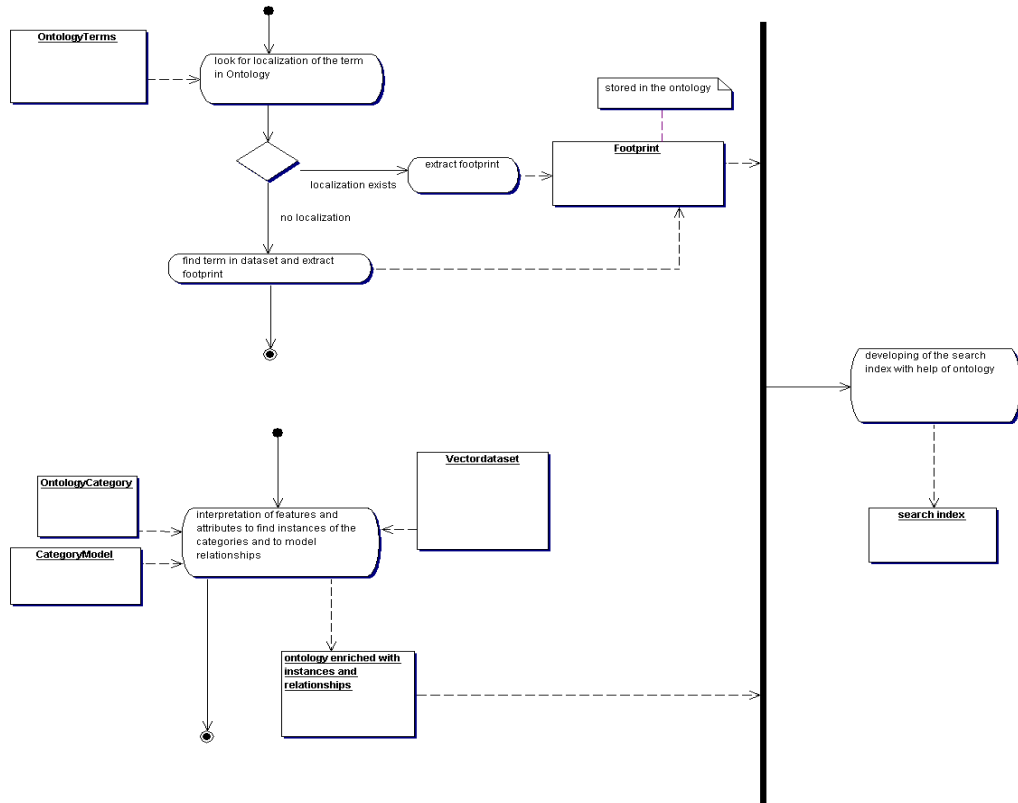 OntologyTerms
look for localization of the term
in Ontology
stored in the ontology
Footprint
extract footprint
localization exists
no localization
find term in dataset and extract
footprint
developing of the search
index with help of ontology
Vectordataset
OntologyCategory
interpretation of features and
attributes to find instances of the
categories and to model
relationships
CategoryModel
search index
ontology enriched with
instances and
relationships